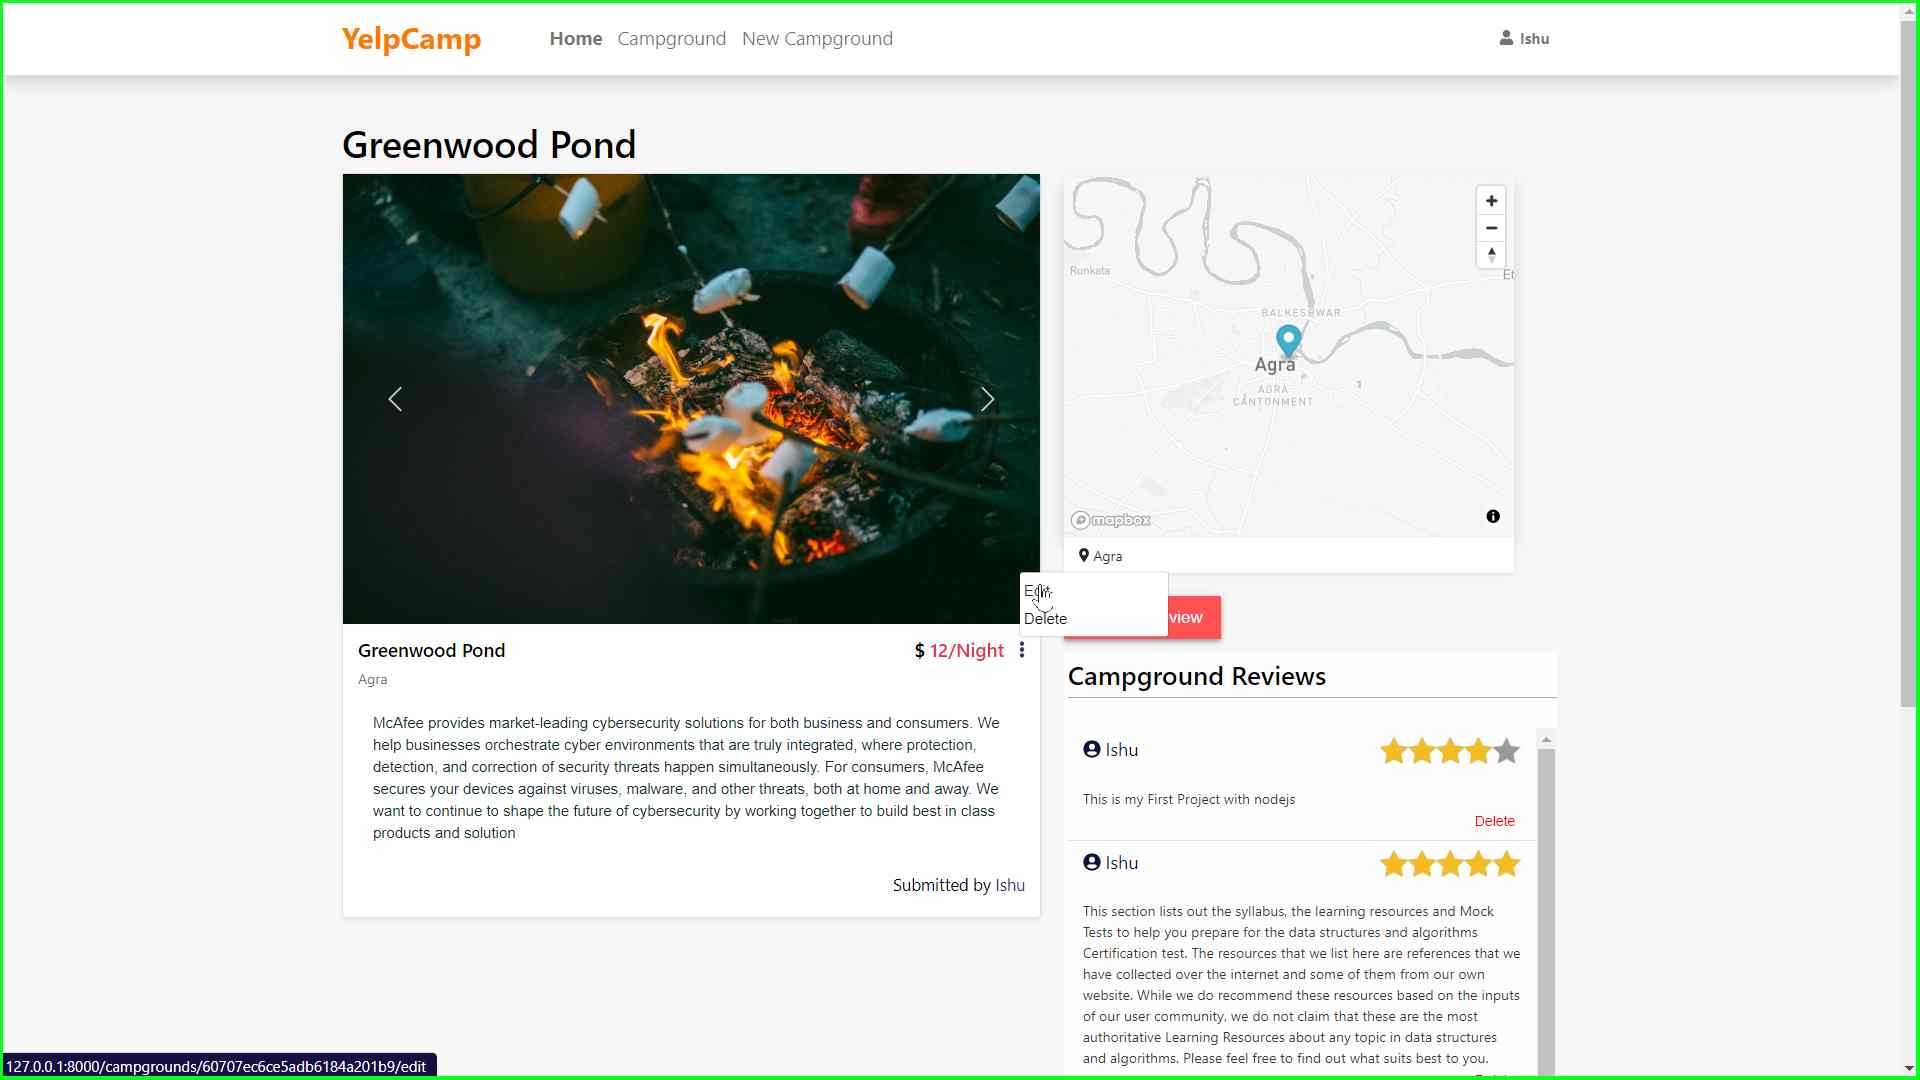 YelpCamp Home Campground New Campground Ishu
Greenwood Pond
Runkata
Et
BALKESHWAR
Agra
AGRA
CANTONMENT
mapbox
Agra
Edit
Delete
view
Greenwood Pond $ 12/Night
Agra
McAfee provides market-leading cybersecurity solutions for both business and consumers. We
help businesses orchestrate cyber environments that are truly integrated, where protection,
detection, and correction of security threats happen simultaneously. For consumers, McAfee
secures your devices against viruses, malware, and other threats, both at home and away. We
want to continue to shape the future of cybersecurity by working together to build best in class
products and solution
Submitted by Ishu
Campground Reviews
Ishu
This is my First Project with nodejs
Delete
Ishu
This section lists out the syllabus, the learning resources and Mock
Tests to help you prepare for the data structures and algorithms
Certification test. The resources that we list here are references that we
have collected over the internet and some of them from our own
website. While we do recommend these resources based on the inputs
of our user community, we do not claim that these are the most
authoritative Learning Resources about any topic in data structures
and algorithms. Please feel free to find out what suits best to you.
127.0.0.1:8000/campgrounds/60707ec6ce5adb6184a201b9/edit